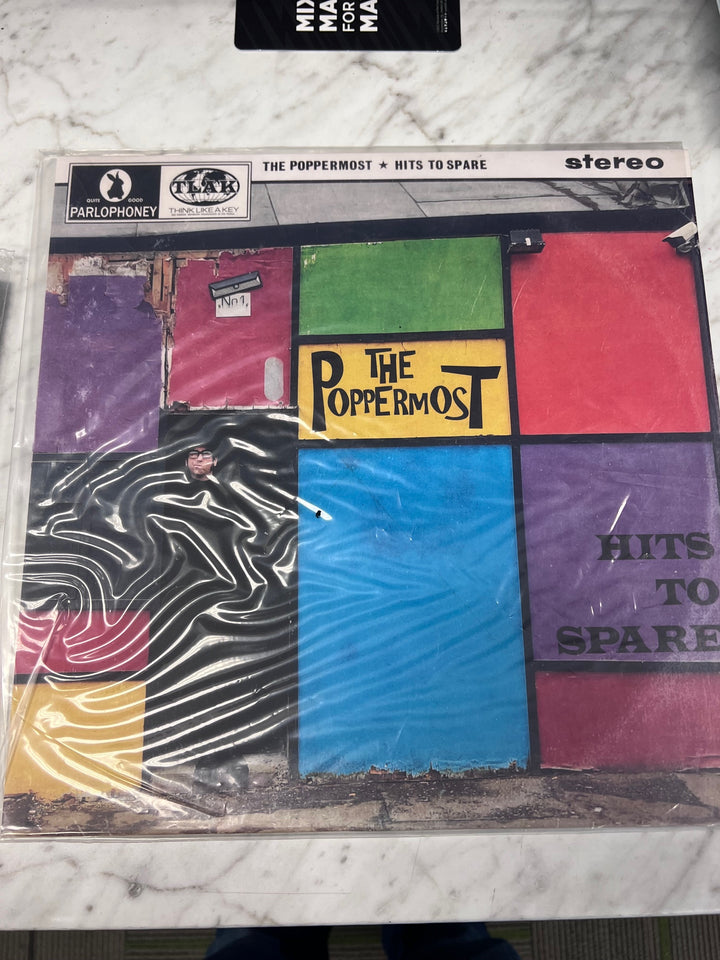 MIX
MA
FOR
MA
THE POPPERMOST ★ HITS TO SPARE
stereo
QUITE GOOD
PARLOPHONEY
TLAK
THINK LIKE A KEY
No1
THE
POPPERMOST
HITS
TO
SPARE